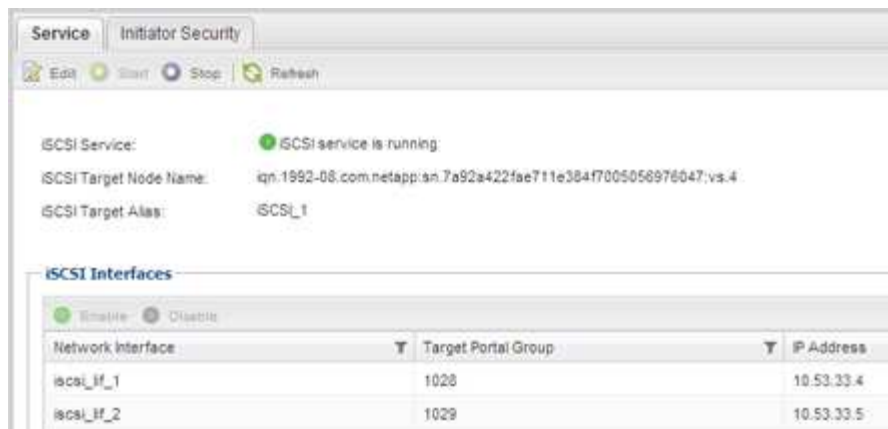 Service Initiator Security
Edit Start Stop Refresh
iSCSI Service: iSCSI service is running
iSCSI Target Node Name: iqn.1992-08.com.netapp:sn.7a92a422fae711e384f7005056976047:vs.4
iSCSI Target Alias: iSCSI_1
iSCSI Interfaces
Enable Disable
Network Interface Target Portal Group IP Address
iscsi_lif_1 1028 10.53.33.4
iscsi_lif_2 1029 10.53.33.5